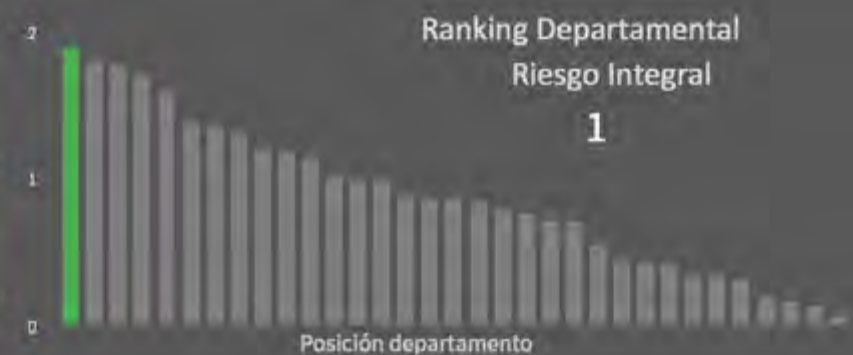 Ranking Departamental
Riesgo Integral
1
2
1
0
Posición departamento